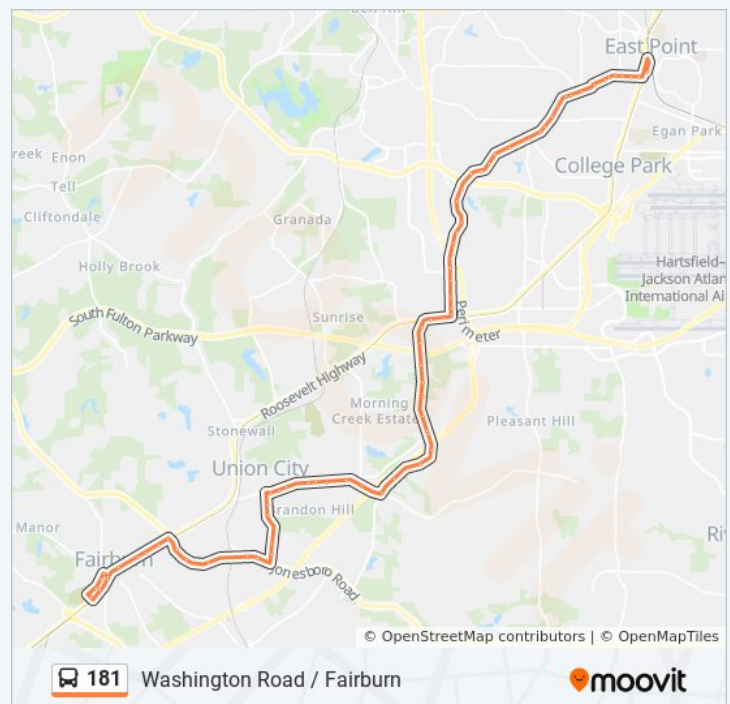 East Point
Egan Park
reek
Enon
College Park
Tell
Cliftondale
Granada
Hartsfield–
Jackson Atlan
International Ai
Holly Brook
Sunrise
South Fulton Parkway
Perimeter
Roosevelt Highway
Morning
Creek Estate
Pleasant Hill
Stonewall
Union City
Brandon Hill
Manor
Riv
Fairburn
Jonesboro Road
© OpenStreetMap contributors | © OpenMapTiles
181 Washington Road / Fairburn
moovit